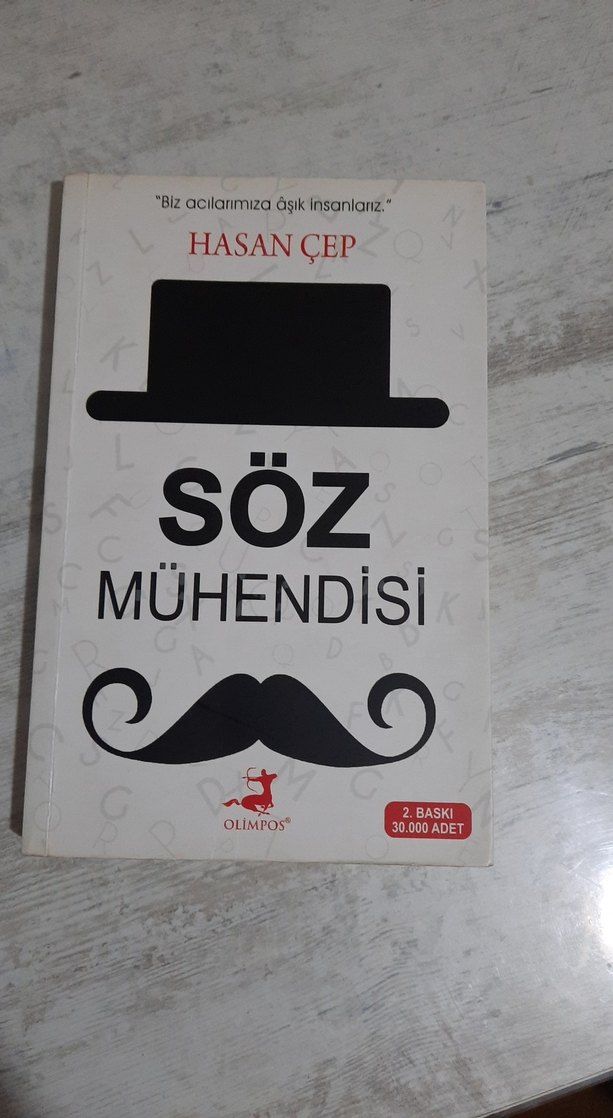 "Biz acılarımıza âşık insanlarız."
HASAN ÇEP
SÖZ
MÜHENDİSİ
OLİMPOS®
2. BASKI
30.000 ADET